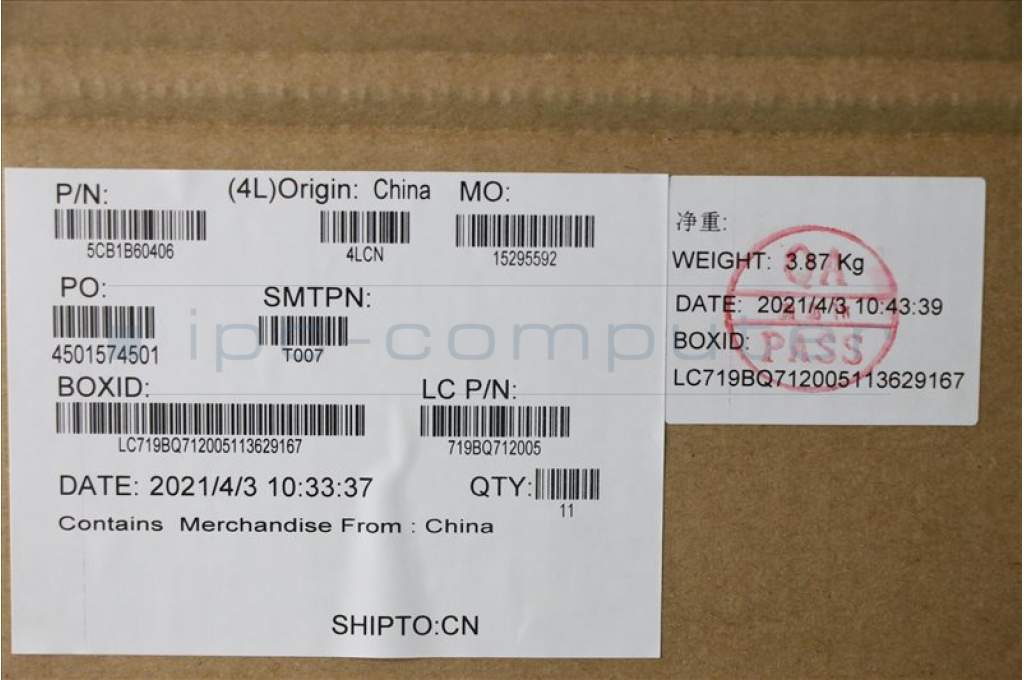 P/N:
5CB1B60406
(4L)Origin: China
4LCN
MO:
15295592
PO:
4501574501
SMTPN:
T007
BOXID:
LC719BQ712005113629167
LC P/N:
719BQ712005
DATE: 2021/4/3 10:33:37
QTY:
11
Contains Merchandise From : China
SHIPTO:CN
净重:
WEIGHT: 3.87 Kg
DATE: 2021/4/3 10:43:39
BOXID:
LC719BQ712005113629167
QA
PASS
ipc-computer